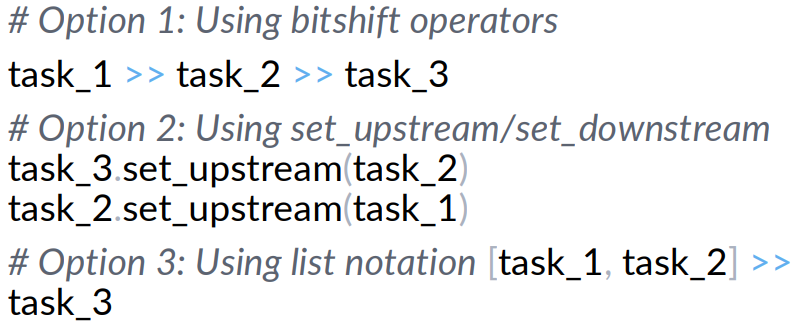 # Option 1: Using bitshift operators
task_1 >> task_2 >> task_3
# Option 2: Using set_upstream/set_downstream
task_3.set_upstream(task_2)
task_2.set_upstream(task_1)
# Option 3: Using list notation [task_1, task_2] >>
task_3